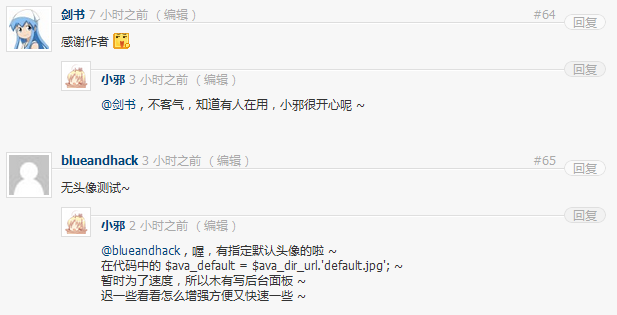 剑书 7 小时之前 （编辑） #64 回复
感谢作者
小邪 3 小时之前 （编辑） 回复
@剑书，不客气，知道有人在用，小邪很开心呢 ~
blueandhack 3 小时之前 （编辑） #65 回复
无头像测试~
小邪 2 小时之前 （编辑） 回复
@blueandhack，喔，有指定默认头像的啦 ~
在代码中的 $ava_default = $ava_dir_url.'default.jpg'; ~
暂时为了速度，所以木有写后台面板 ~
迟一些看看怎么增强方便又快速一些 ~